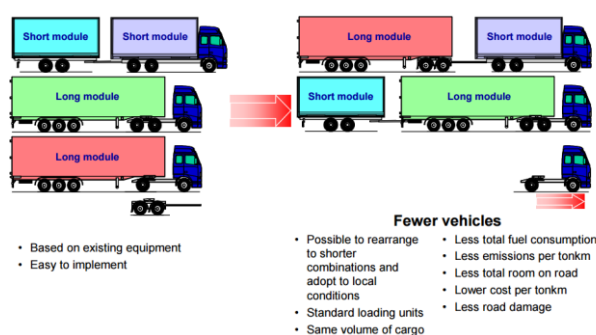 Short module
Short module
Long module
Long module
Long module
Short module
Short module
Long module
• Based on existing equipment
• Easy to implement
Fewer vehicles
• Possible to rearrange
to shorter
combinations and
adopt to local
conditions
• Standard loading units
• Same volume of cargo
• Less total fuel consumption
• Less emissions per tonkm
• Less total room on road
• Lower cost per tonkm
• Less road damage